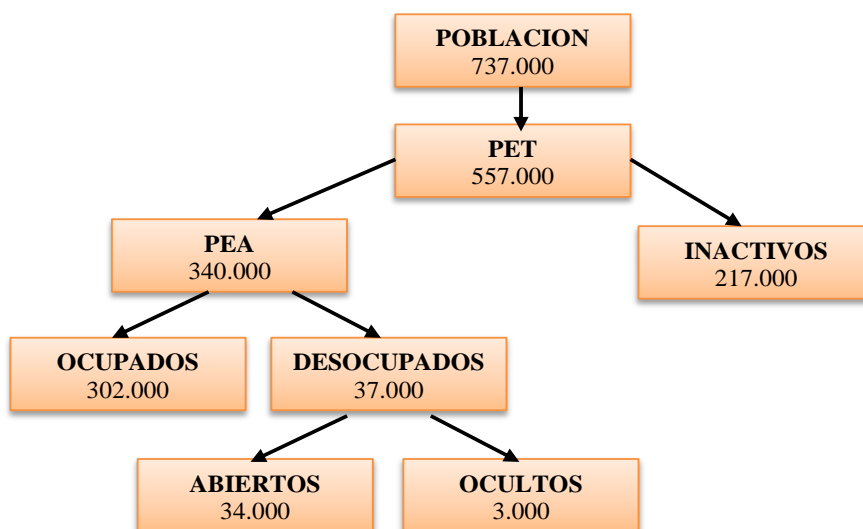 POBLACION
737.000
PET
557.000
PEA
340.000
INACTIVOS
217.000
OCUPADOS
302.000
DESOCUPADOS
37.000
ABIERTOS
34.000
OCULTOS
3.000